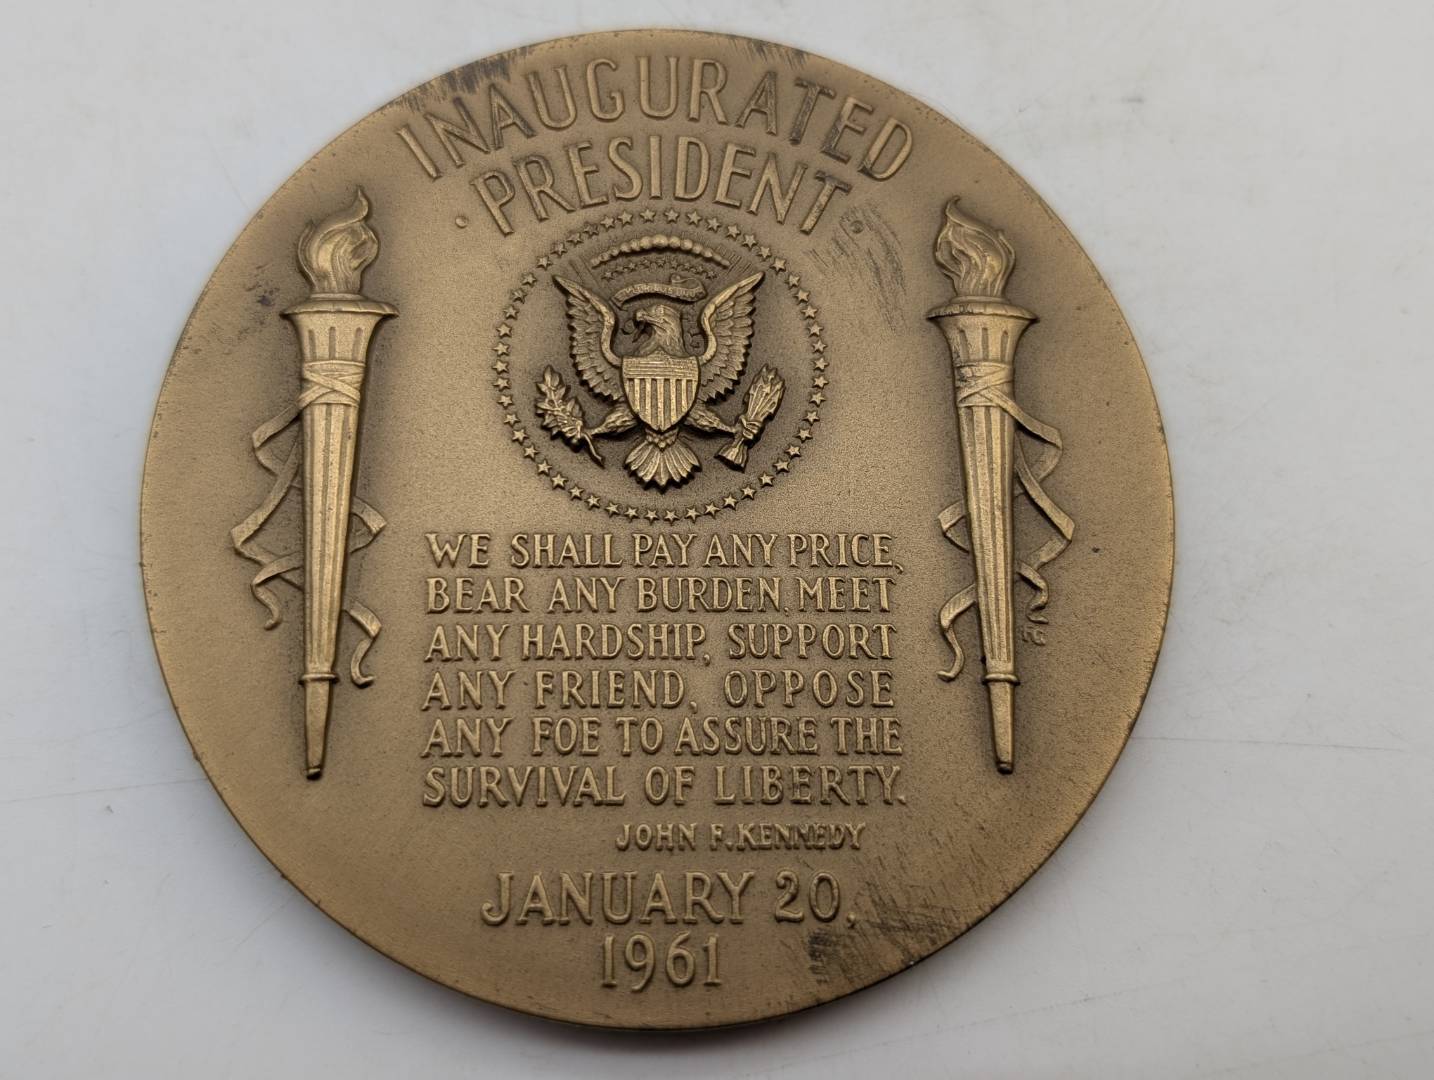 INAUGURATED
· PRESIDENT ·
WE SHALL PAY ANY PRICE,
BEAR ANY BURDEN, MEET
ANY HARDSHIP, SUPPORT
ANY FRIEND, OPPOSE
ANY FOE TO ASSURE THE
SURVIVAL OF LIBERTY.
JOHN F. KENNEDY
JANUARY 20,
1961